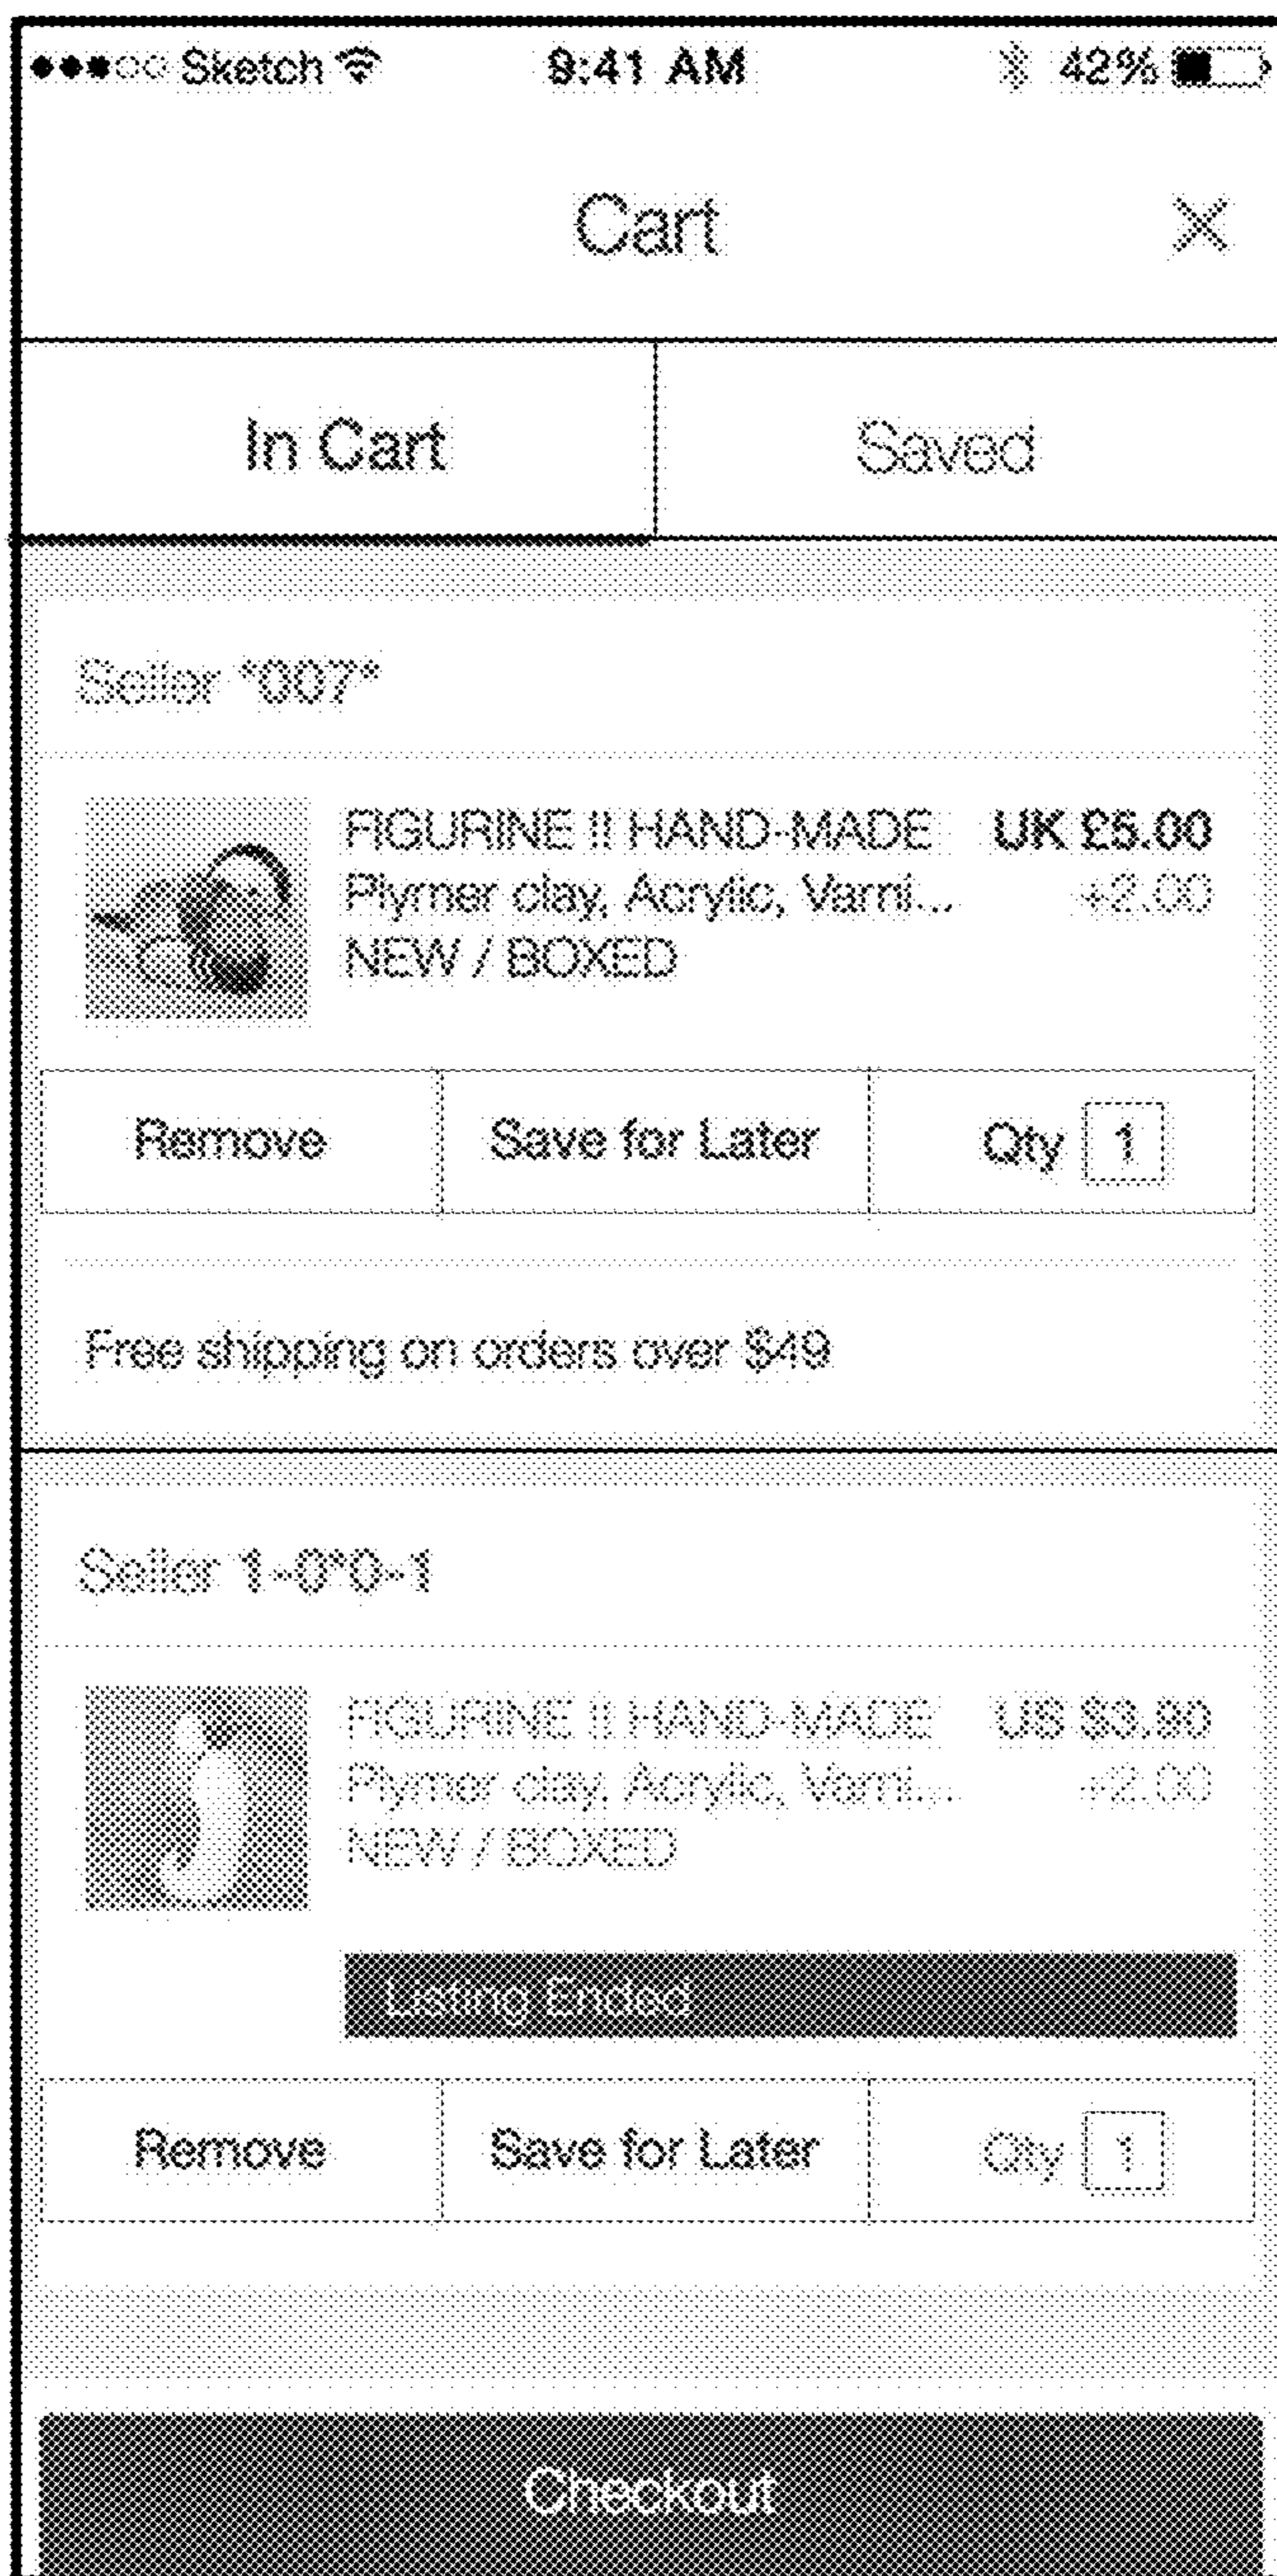 Sketch 9:41 AM 42%
Cart ×
In Cart Saved
Seller *007*
FIGURINE !! HAND-MADE UK £5.00
Plymer clay, Acrylic, Varni... +2.00
NEW / BOXED
Remove Save for Later Qty 1
Free shipping on orders over $49
Seller 1-0*0-1
FIGURINE !! HAND-MADE US $3.90
Plymer clay, Acrylic, Varni... +2.00
NEW / BOXED
Listing Ended
Remove Save for Later Qty 1
Checkout